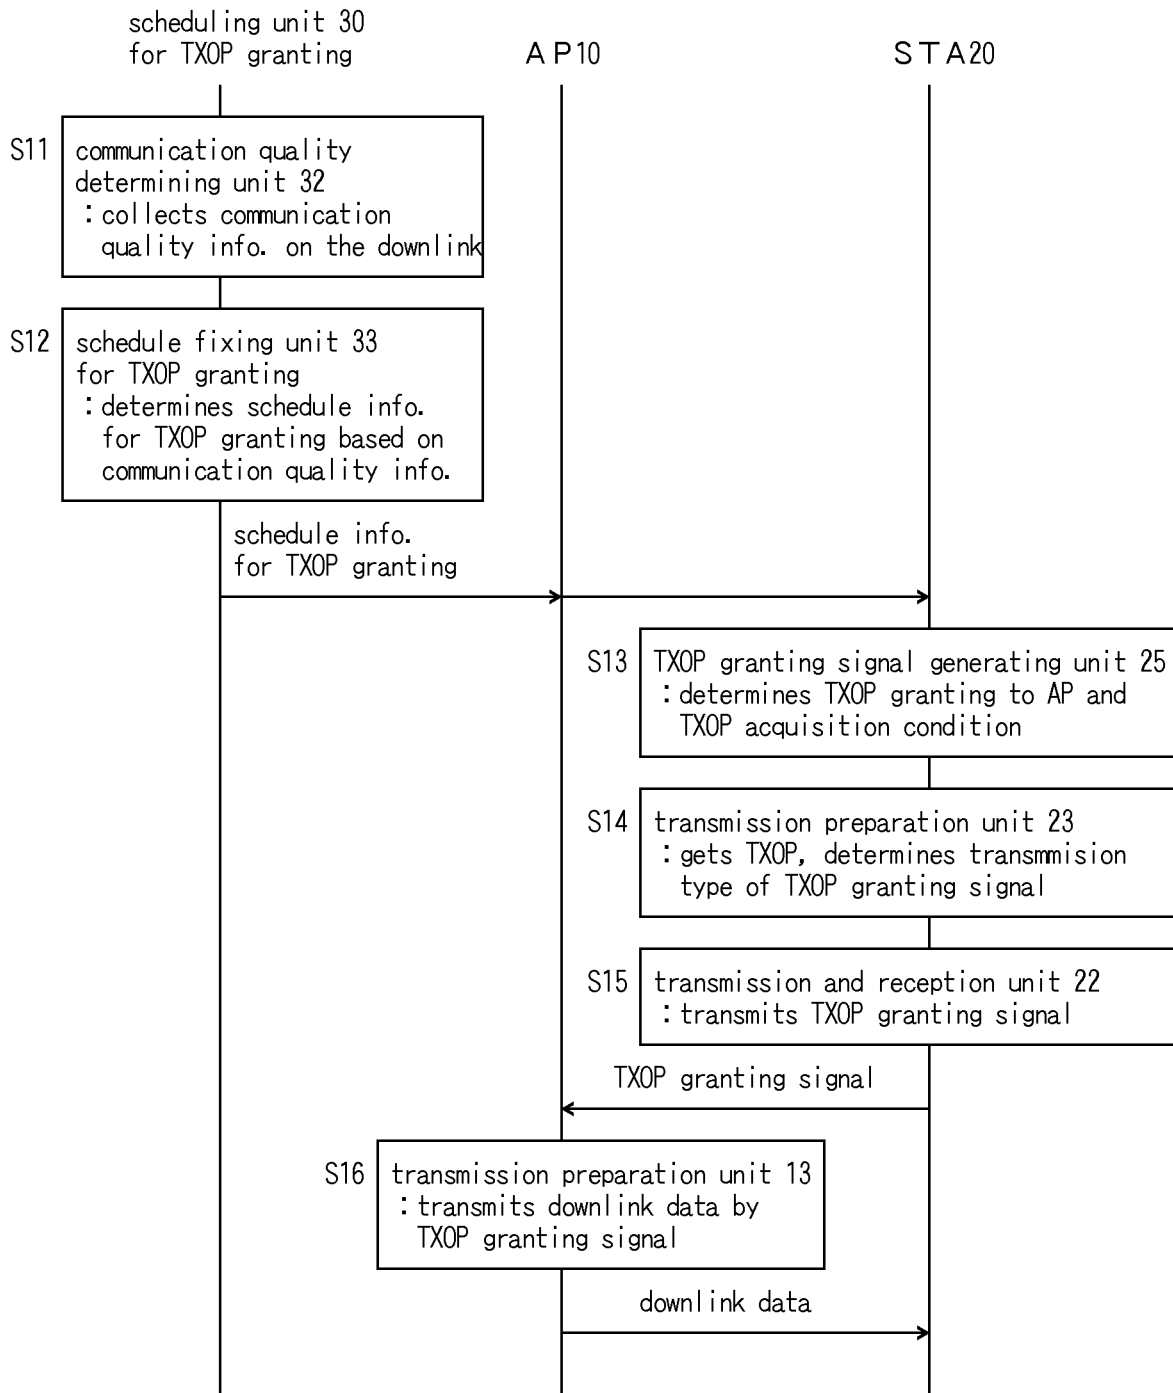 scheduling unit 30
for TXOP granting
AP10
STA20
S11
communication quality
determining unit 32
:collects communication
quality info. on the downlink
S12
schedule fixing unit 33
for TXOP granting
:determines schedule info.
for TXOP granting based on
communication quality info.
schedule info.
for TXOP granting
S13
TXOP granting signal generating unit 25
:determines TXOP granting to AP and
TXOP acquisition condition
S14
transmission preparation unit 23
:gets TXOP, determines transmmision
type of TXOP granting signal
S15
transmission and reception unit 22
:transmits TXOP granting signal
TXOP granting signal
S16
transmission preparation unit 13
:transmits downlink data by
TXOP granting signal
downlink data